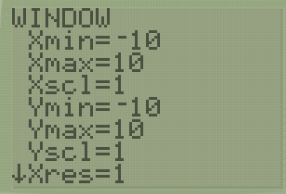 WINDOW
Xmin=-10
Xmax=10
Xscl=1
Ymin=-10
Ymax=10
Yscl=1
↓Xres=1